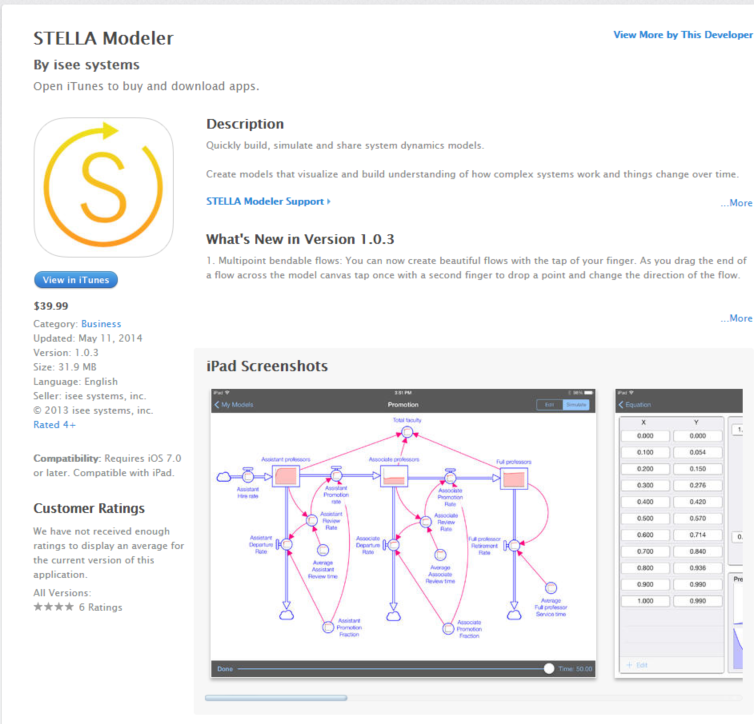 STELLA Modeler
View More by This Developer
By isee systems
Open iTunes to buy and download apps.
S
View in iTunes
$39.99
Category: Business
Updated: May 11, 2014
Version: 1.0.3
Size: 31.9 MB
Language: English
Seller: isee systems, inc.
© 2013 isee systems, inc.
Rated 4+
Compatibility: Requires iOS 7.0
or later. Compatible with iPad.
Customer Ratings
We have not received enough
ratings to display an average for
the current version of this
application.
All Versions:
★★★★ 6 Ratings
Description
Quickly build, simulate and share system dynamics models.
Create models that visualize and build understanding of how complex systems work and things change over time.
STELLA Modeler Support ›
...More
What's New in Version 1.0.3
1. Multipoint bendable flows: You can now create beautiful flows with the tap of your finger. As you drag the end of
a flow across the model canvas tap once with a second finger to drop a point and change the direction of the flow.
...More
iPad Screenshots
iPad
3:51 PM
My Models
Promotion
Edit
Simulate
Total faculty
Assistant professors
Associate professors
Full professors
Assistant
Hire rate
Assistant
Promotion
rate
Associate
Promotion
Rate
Assistant
Review
Rate
Associate
Review
Rate
Assistant
Departure
Rate
Associate
Departure
Rate
Full professor
Retirement
Rate
Average
Assistant
Review time
Average
Associate
Review time
Average
Full professor
Service time
Assistant
Promotion
Fraction
Associate
Promotion
Fraction
Done
Time: 50.00
iPad
Equation
X Y
0.000 0.000
0.100 0.054
0.200 0.150
0.300 0.276
0.400 0.420
0.500 0.570
0.600 0.714
0.700 0.840
0.800 0.936
0.900 0.990
1.000 0.990
+ Edit
1.
0.
Pre